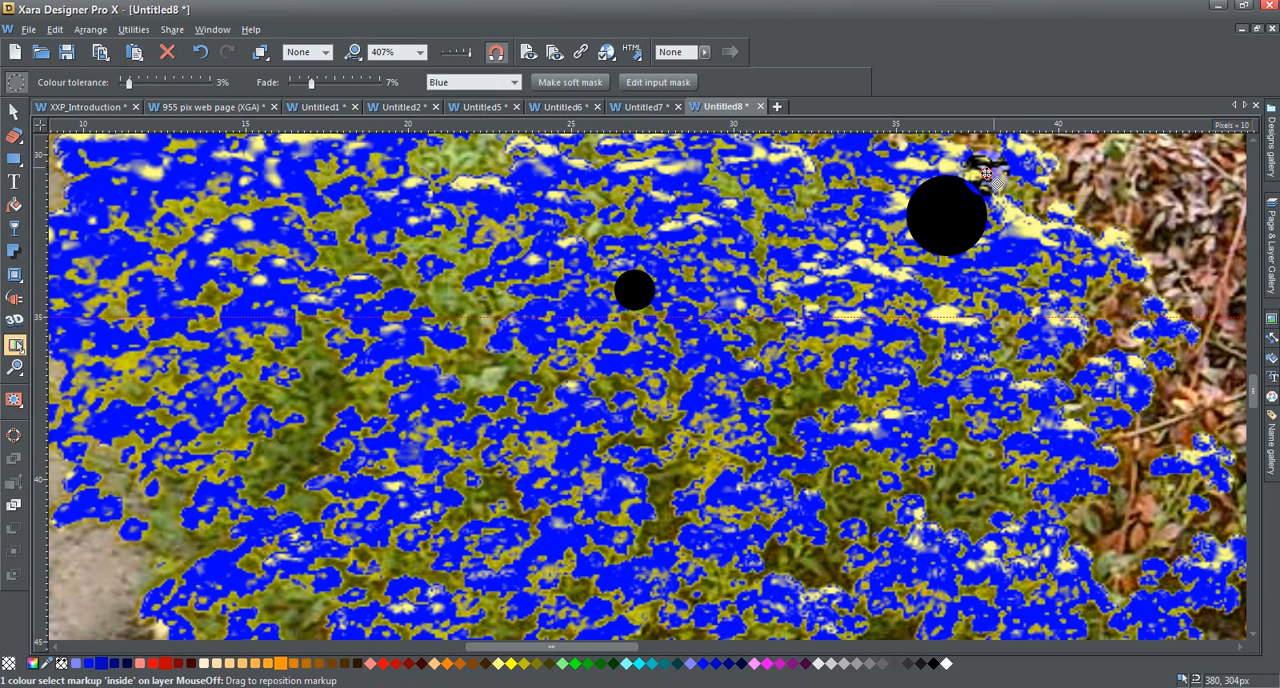 Xara Designer Pro X - [Untitled8 *]
File Edit Arrange Utilities Share Window Help
None 407% HTML None
Colour tolerance: 3% Fade: 7% Blue Make soft mask Edit input mask
XXP_Introduction * 955 pix web page (XGA) * Untitled1 * Untitled2 * Untitled5 * Untitled6 * Untitled7 * Untitled8 *
10 15 20 25 30 35 40 Pixels = 10
30
35
40
45
T
3D
Designs gallery
Page & Layer Gallery
Name gallery
1 colour select markup 'inside' on layer MouseOff: Drag to reposition markup 380, 304px